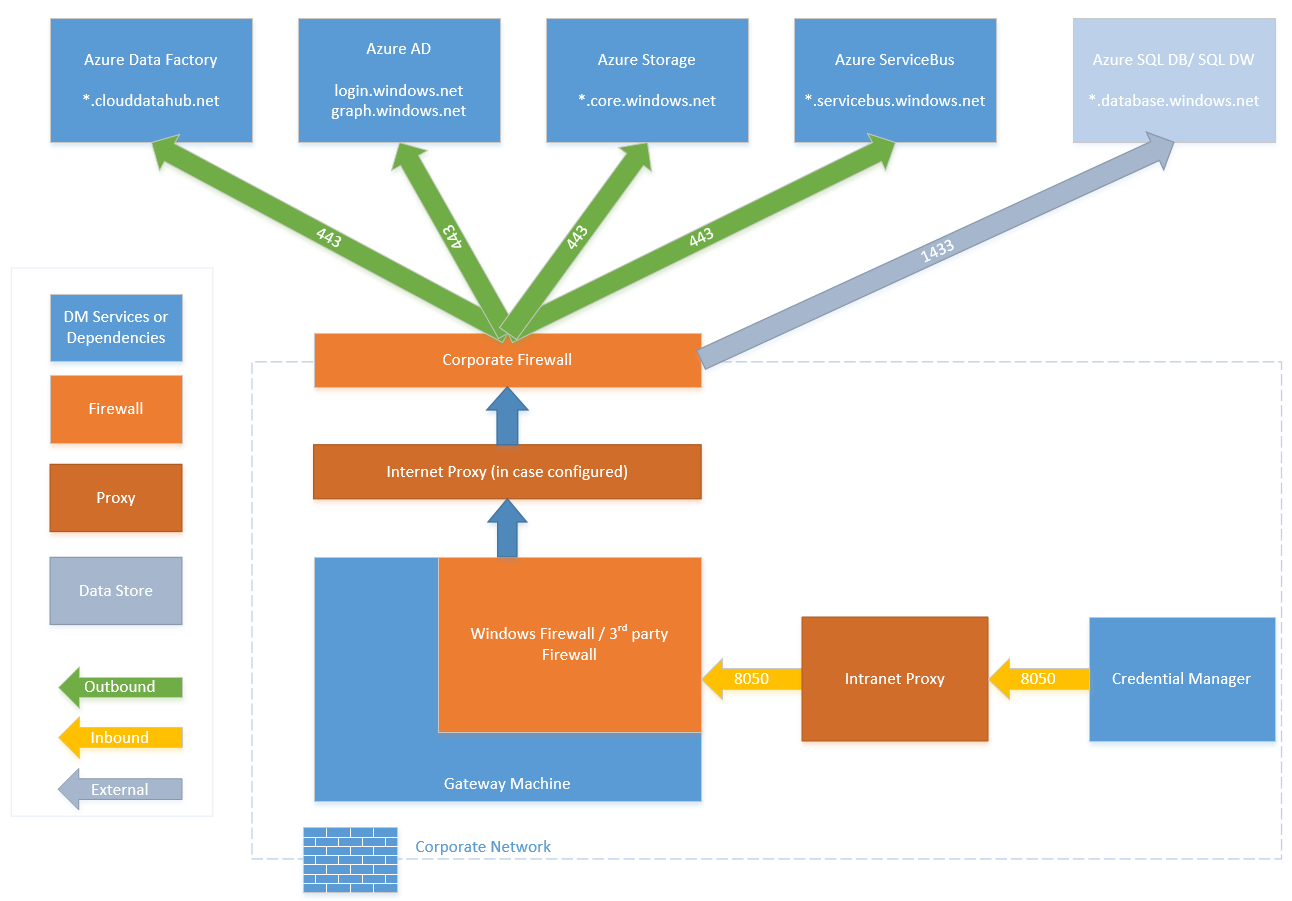 Azure Data Factory
*.clouddatahub.net
Azure AD
login.windows.net
graph.windows.net
Azure Storage
*.core.windows.net
Azure ServiceBus
*.servicebus.windows.net
Azure SQL DB/ SQL DW
*.database.windows.net
443
443
443
443
1433
DM Services or
Dependencies
Firewall
Proxy
Data Store
Outbound
Inbound
External
Corporate Firewall
Internet Proxy (in case configured)
Windows Firewall / 3rd party
Firewall
Gateway Machine
8050
Intranet Proxy
8050
Credential Manager
Corporate Network